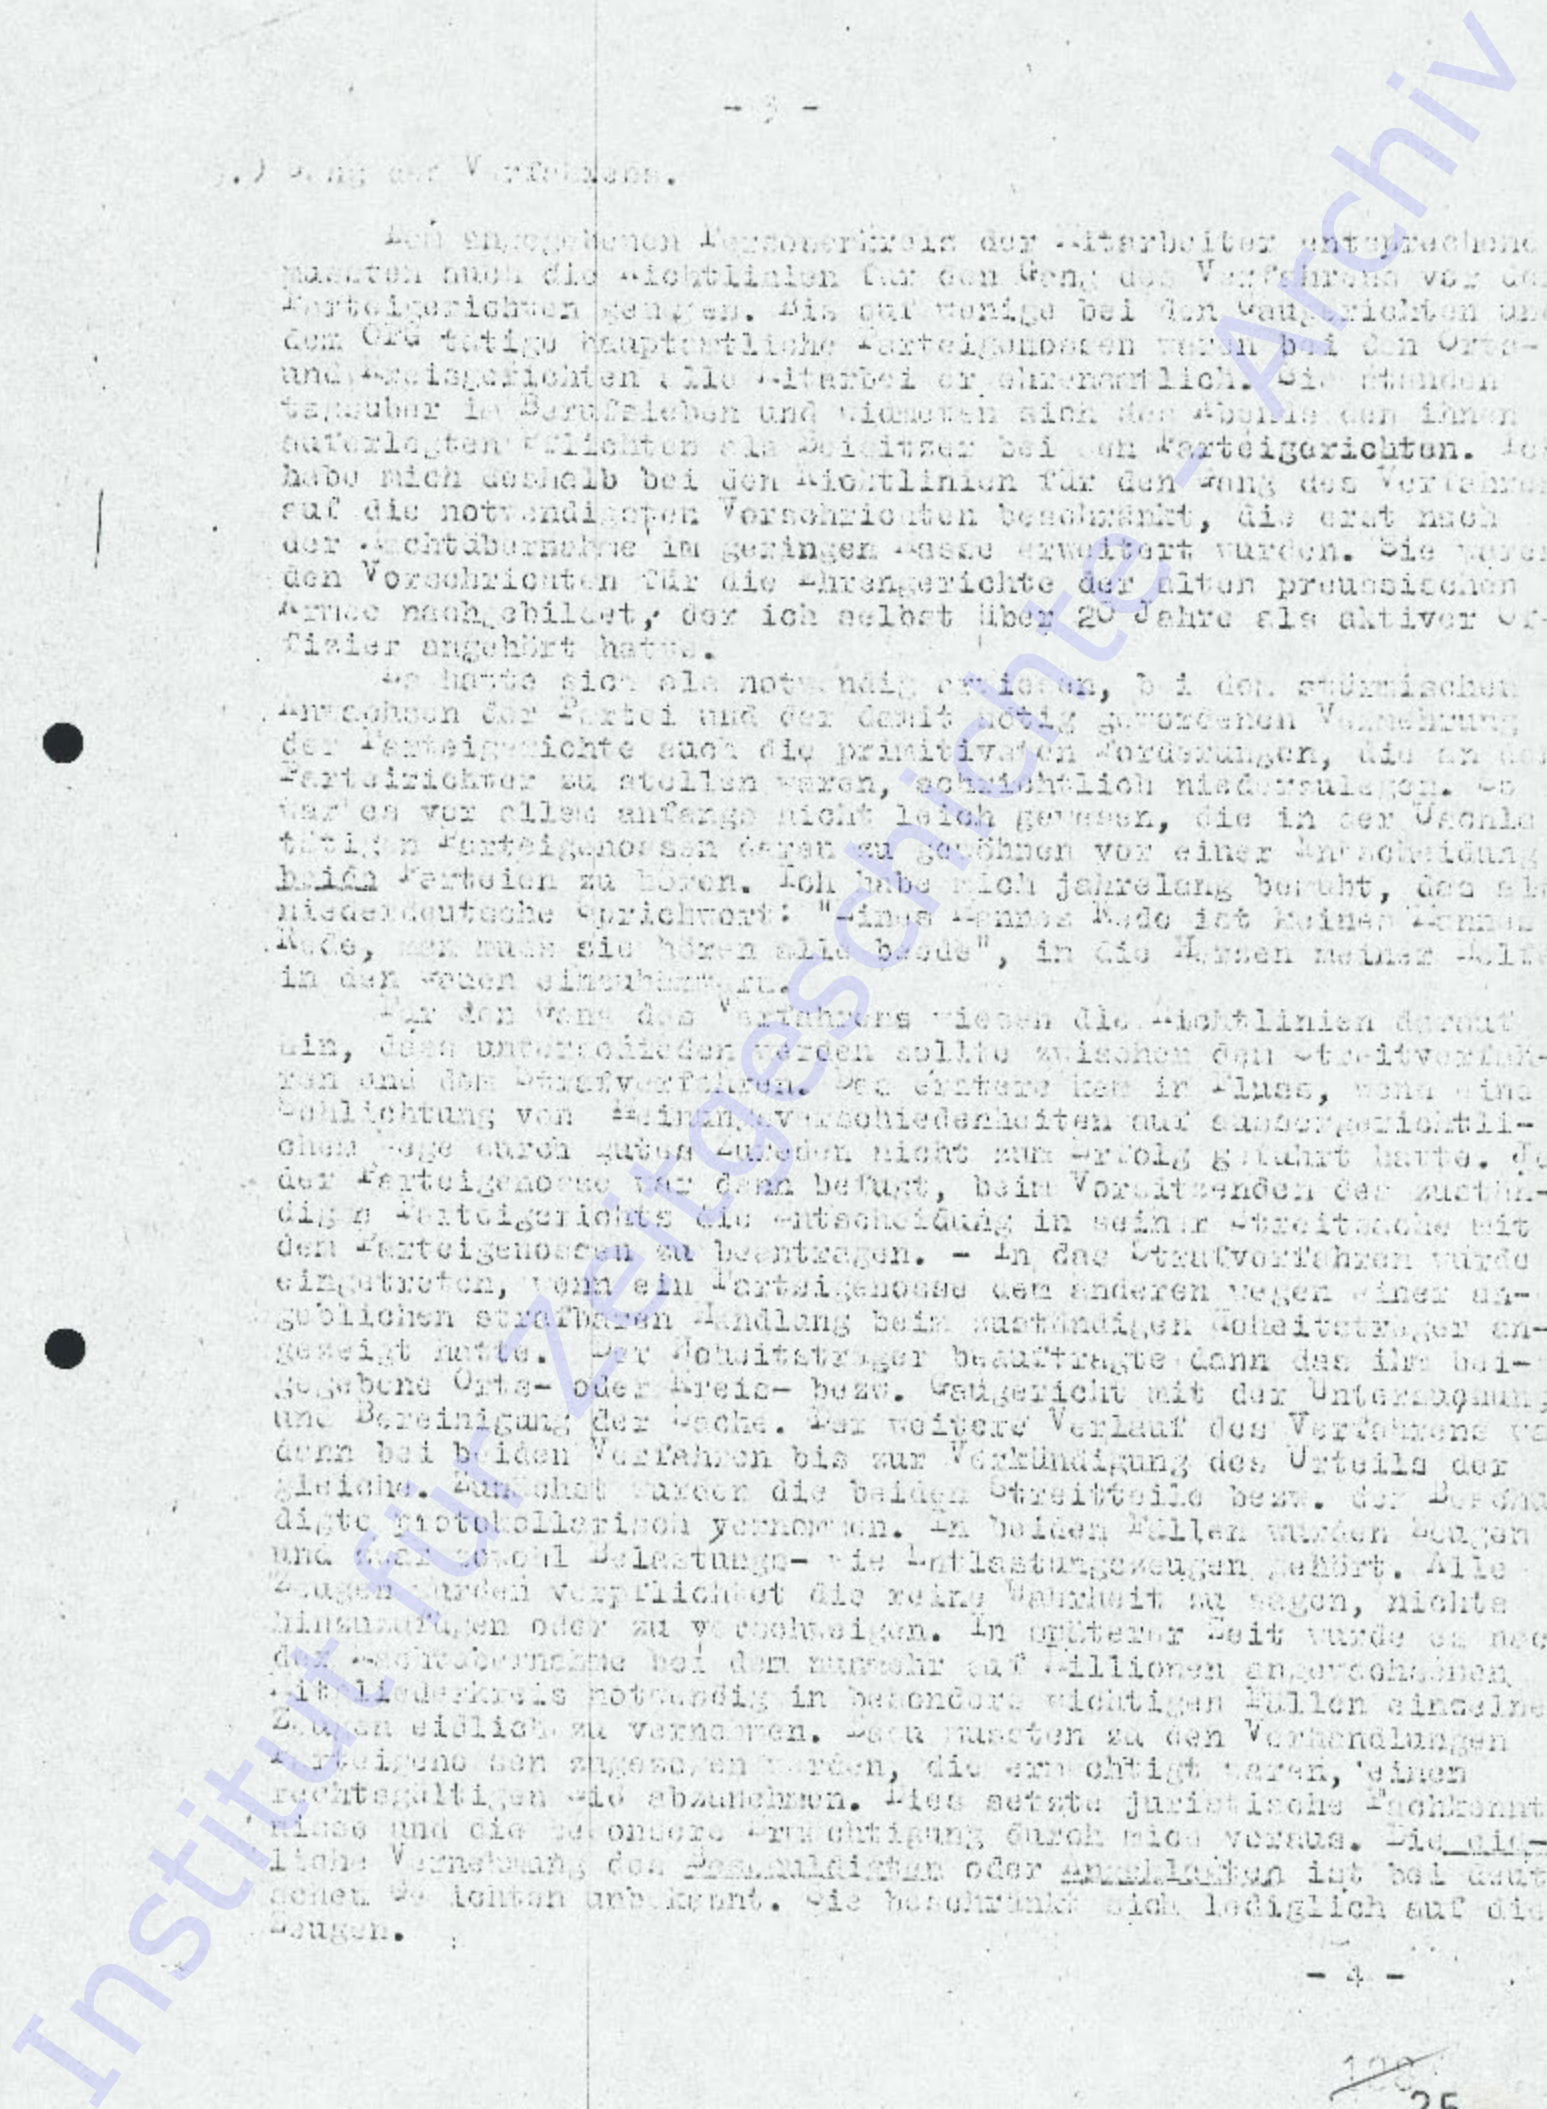 - 3 -
.) Gang des Verfahrens.
Dem angegebenen Personenkreis der Mitarbeiter entsprechend
mussten auch die Richtlinien für den Gang des Verfahrens vor de
Parteigerichten genügen. Bis auf wenige bei den Gaugerichten un
dem OPG tätige hauptamtliche Parteigenossen waren bei den Orts-
und Kreisgerichten alle Mitarbeiter ehrenamtlich. Sie standen
tagsüber im Berufsleben und widmeten sich des Abends den ihnen
auferlegten Pflichten als Beisitzer bei den Parteigerichten. Ic
habe mich deshalb bei den Richtlinien für den Gang des Verfahre
auf die notwendigsten Vorschriften beschränkt, die erst nach
der Machtübernahme im geringen Masse erweitert wurden. Sie ware
den Vorschriften für die Ehrengerichte der alten preussischen
Armee nachgebildet, der ich selbst über 20 Jahre als aktiver Of-
fizier angehört hatte.
Es hatte sich als notwendig erwiesen, bei dem stürmischen
Anwachsen der Partei und der damit nötig gewordenen Vermehrung
der Parteigerichte auch die primitivsten Forderungen, die an de
Parteirichter zu stellen waren, schriftlich niederzulegen. So
war es vor allem anfangs nicht leich gewesen, die in der
tätigen Parteigenossen daran zu gewöhnen vor einer Entscheidung
beide Parteien zu hören. Ich habe mich jahrelang bemüht, das al
niederdeutsche Sprichwort: "Eines Mannes Rede ist keines Mannes
Rede, man muss sie hören alle beede", in die Herzen meiner Helfe
in den Gauen einzuhämmern.
Für den Gang des Verfahrens wiesen die Richtlinien darauf
hin, dass unterschieden werden sollte zwischen dem Streitverfah-
ren und dem Strafverfahren. Das erstere kam in Fluss, wenn eine
Schlichtung von Meinungsverschiedenheiten auf aussergerichtli-
chem Wege durch gutes Zureden nicht zum Erfolg geführt hatte. Je
der Parteigenosse war dann befugt, beim Vorsitzenden des zustän-
digen Parteigerichts die Entscheidung in seiner Streitsache mit
dem Parteigenossen zu beantragen. - In das Strafverfahren wurde
eingetreten, wenn ein Parteigenosse den anderen wegen einer an-
geblichen strafbaren Handlung beim zuständigen Hoheitsträger an-
gezeigt hatte. Der Hoheitsträger beauftragte dann das ihm bei-
gegebene Orts- oder Kreis- bezw. Gaugericht mit der Untersuchung
und Bereinigung der Sache. Der weitere Verlauf des Verfahrens wa
dann bei beiden Verfahren bis zur Verkündigung des Urteils der
gleiche. Zunächst wurden die beiden Streitteile bezw. der Beschu
digte protokollarisch vernommen. In beiden Fällen wurden Zeugen
und zwar sowohl Belastungs- wie Entlastungszeugen gehört. Alle
Zeugen wurden verpflichtet die reine Wahrheit zu sagen, nichts
hinzuzufügen oder zu verschweigen. In späterer Zeit wurde es nac
der Machtübernahme bei dem nunmehr auf Millionen angewachsenen
Mitgliederkreis notwendig in besonders wichtigen Fällen einzelne
Zeugen eidlich zu vernehmen. Dazu mussten zu den Verhandlungen
Parteigenossen zugezogen werden, die ermächtigt waren, einen
rechtsgültigen Eid abzunehmen. Dies setzte juristische Fachkennt
nisse und die besondere Ermächtigung durch mich voraus. Die eid-
liche Vernehmung des Beschuldigten oder Angeklagten ist bei deut
schen Gerichten unbekannt. Sie beschränkt sich lediglich auf die
Zeugen.
- 4 -
25
Institut für Zeitgeschichte - Archiv